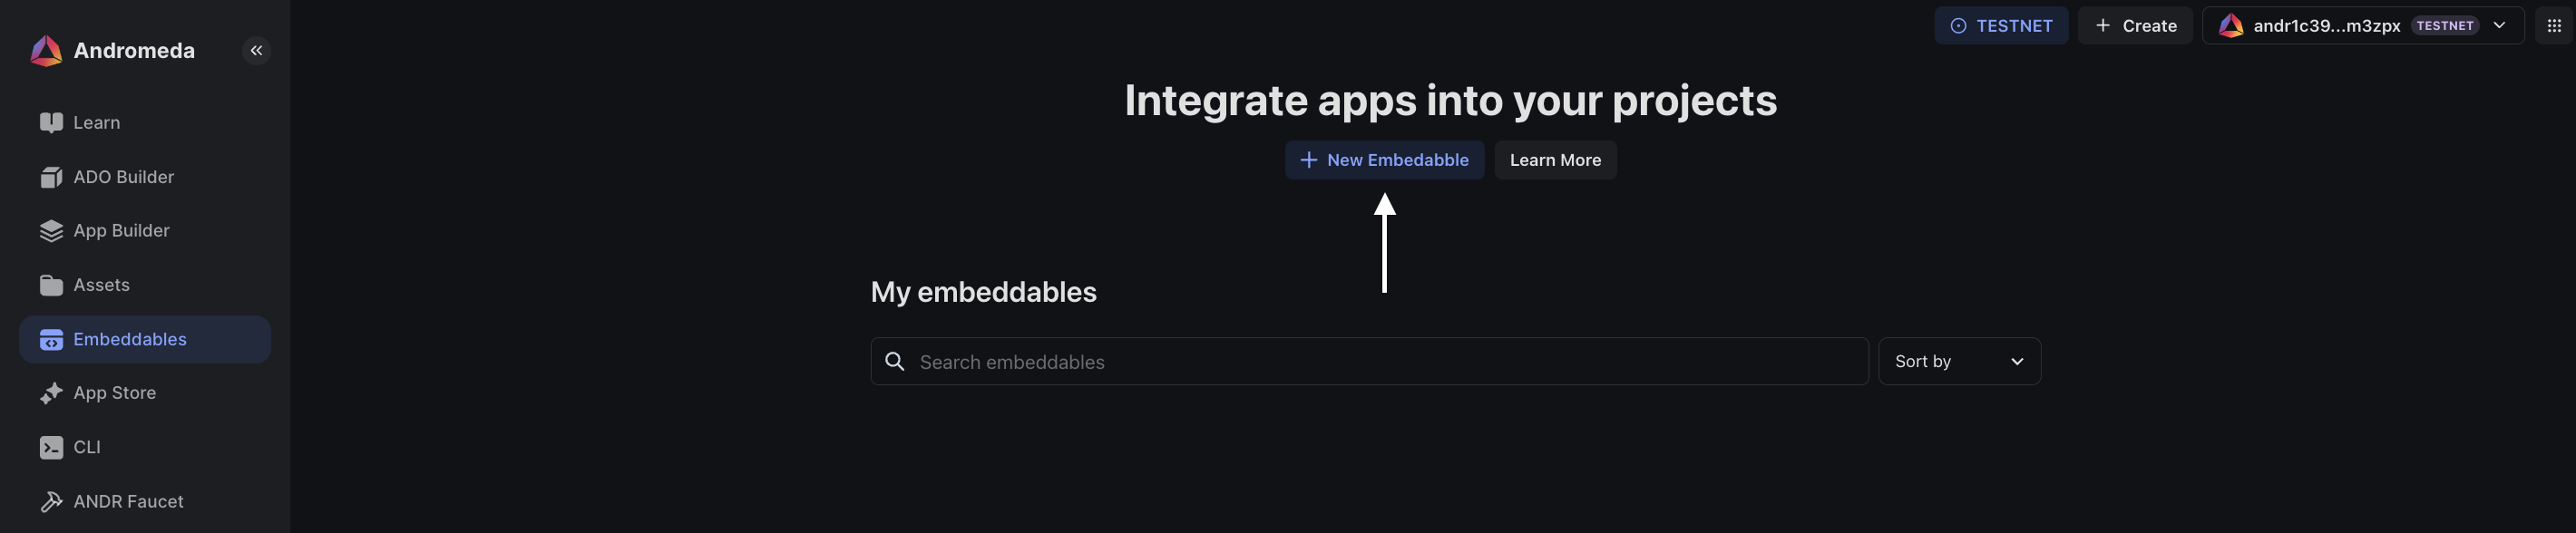 Andromeda
Learn
ADO Builder
App Builder
Assets
Embeddables
App Store
CLI
ANDR Faucet
TESTNET
Create
andr1c39...m3zpx TESTNET
Integrate apps into your projects
New Embedabble
Learn More
My embeddables
Search embeddables
Sort by